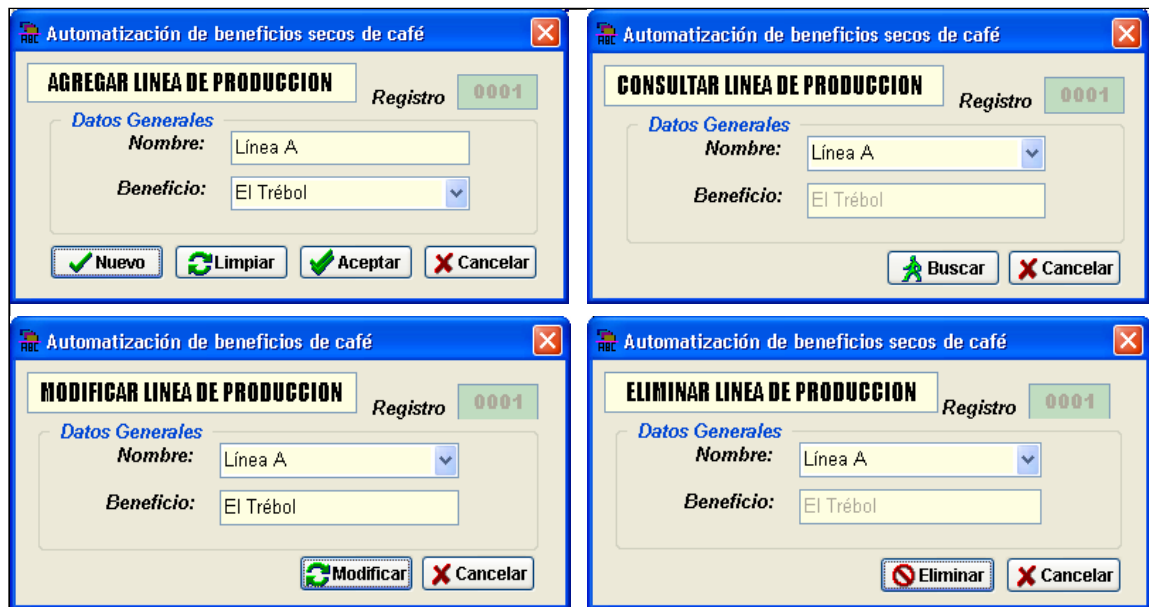 Automatización de beneficios secos de café
AGREGAR LINEA DE PRODUCCION
Registro 0001
Datos Generales
Nombre: Línea A
Beneficio: El Trébol
Nuevo Limpiar Aceptar Cancelar
Automatización de beneficios secos de café
CONSULTAR LINEA DE PRODUCCION
Registro 0001
Datos Generales
Nombre: Línea A
Beneficio: El Trébol
Buscar Cancelar
Automatización de beneficios de café
MODIFICAR LINEA DE PRODUCCION
Registro 0001
Datos Generales
Nombre: Línea A
Beneficio: El Trébol
Modificar Cancelar
Automatización de beneficios secos de café
ELIMINAR LINEA DE PRODUCCION
Registro 0001
Datos Generales
Nombre: Línea A
Beneficio: El Trébol
Eliminar Cancelar